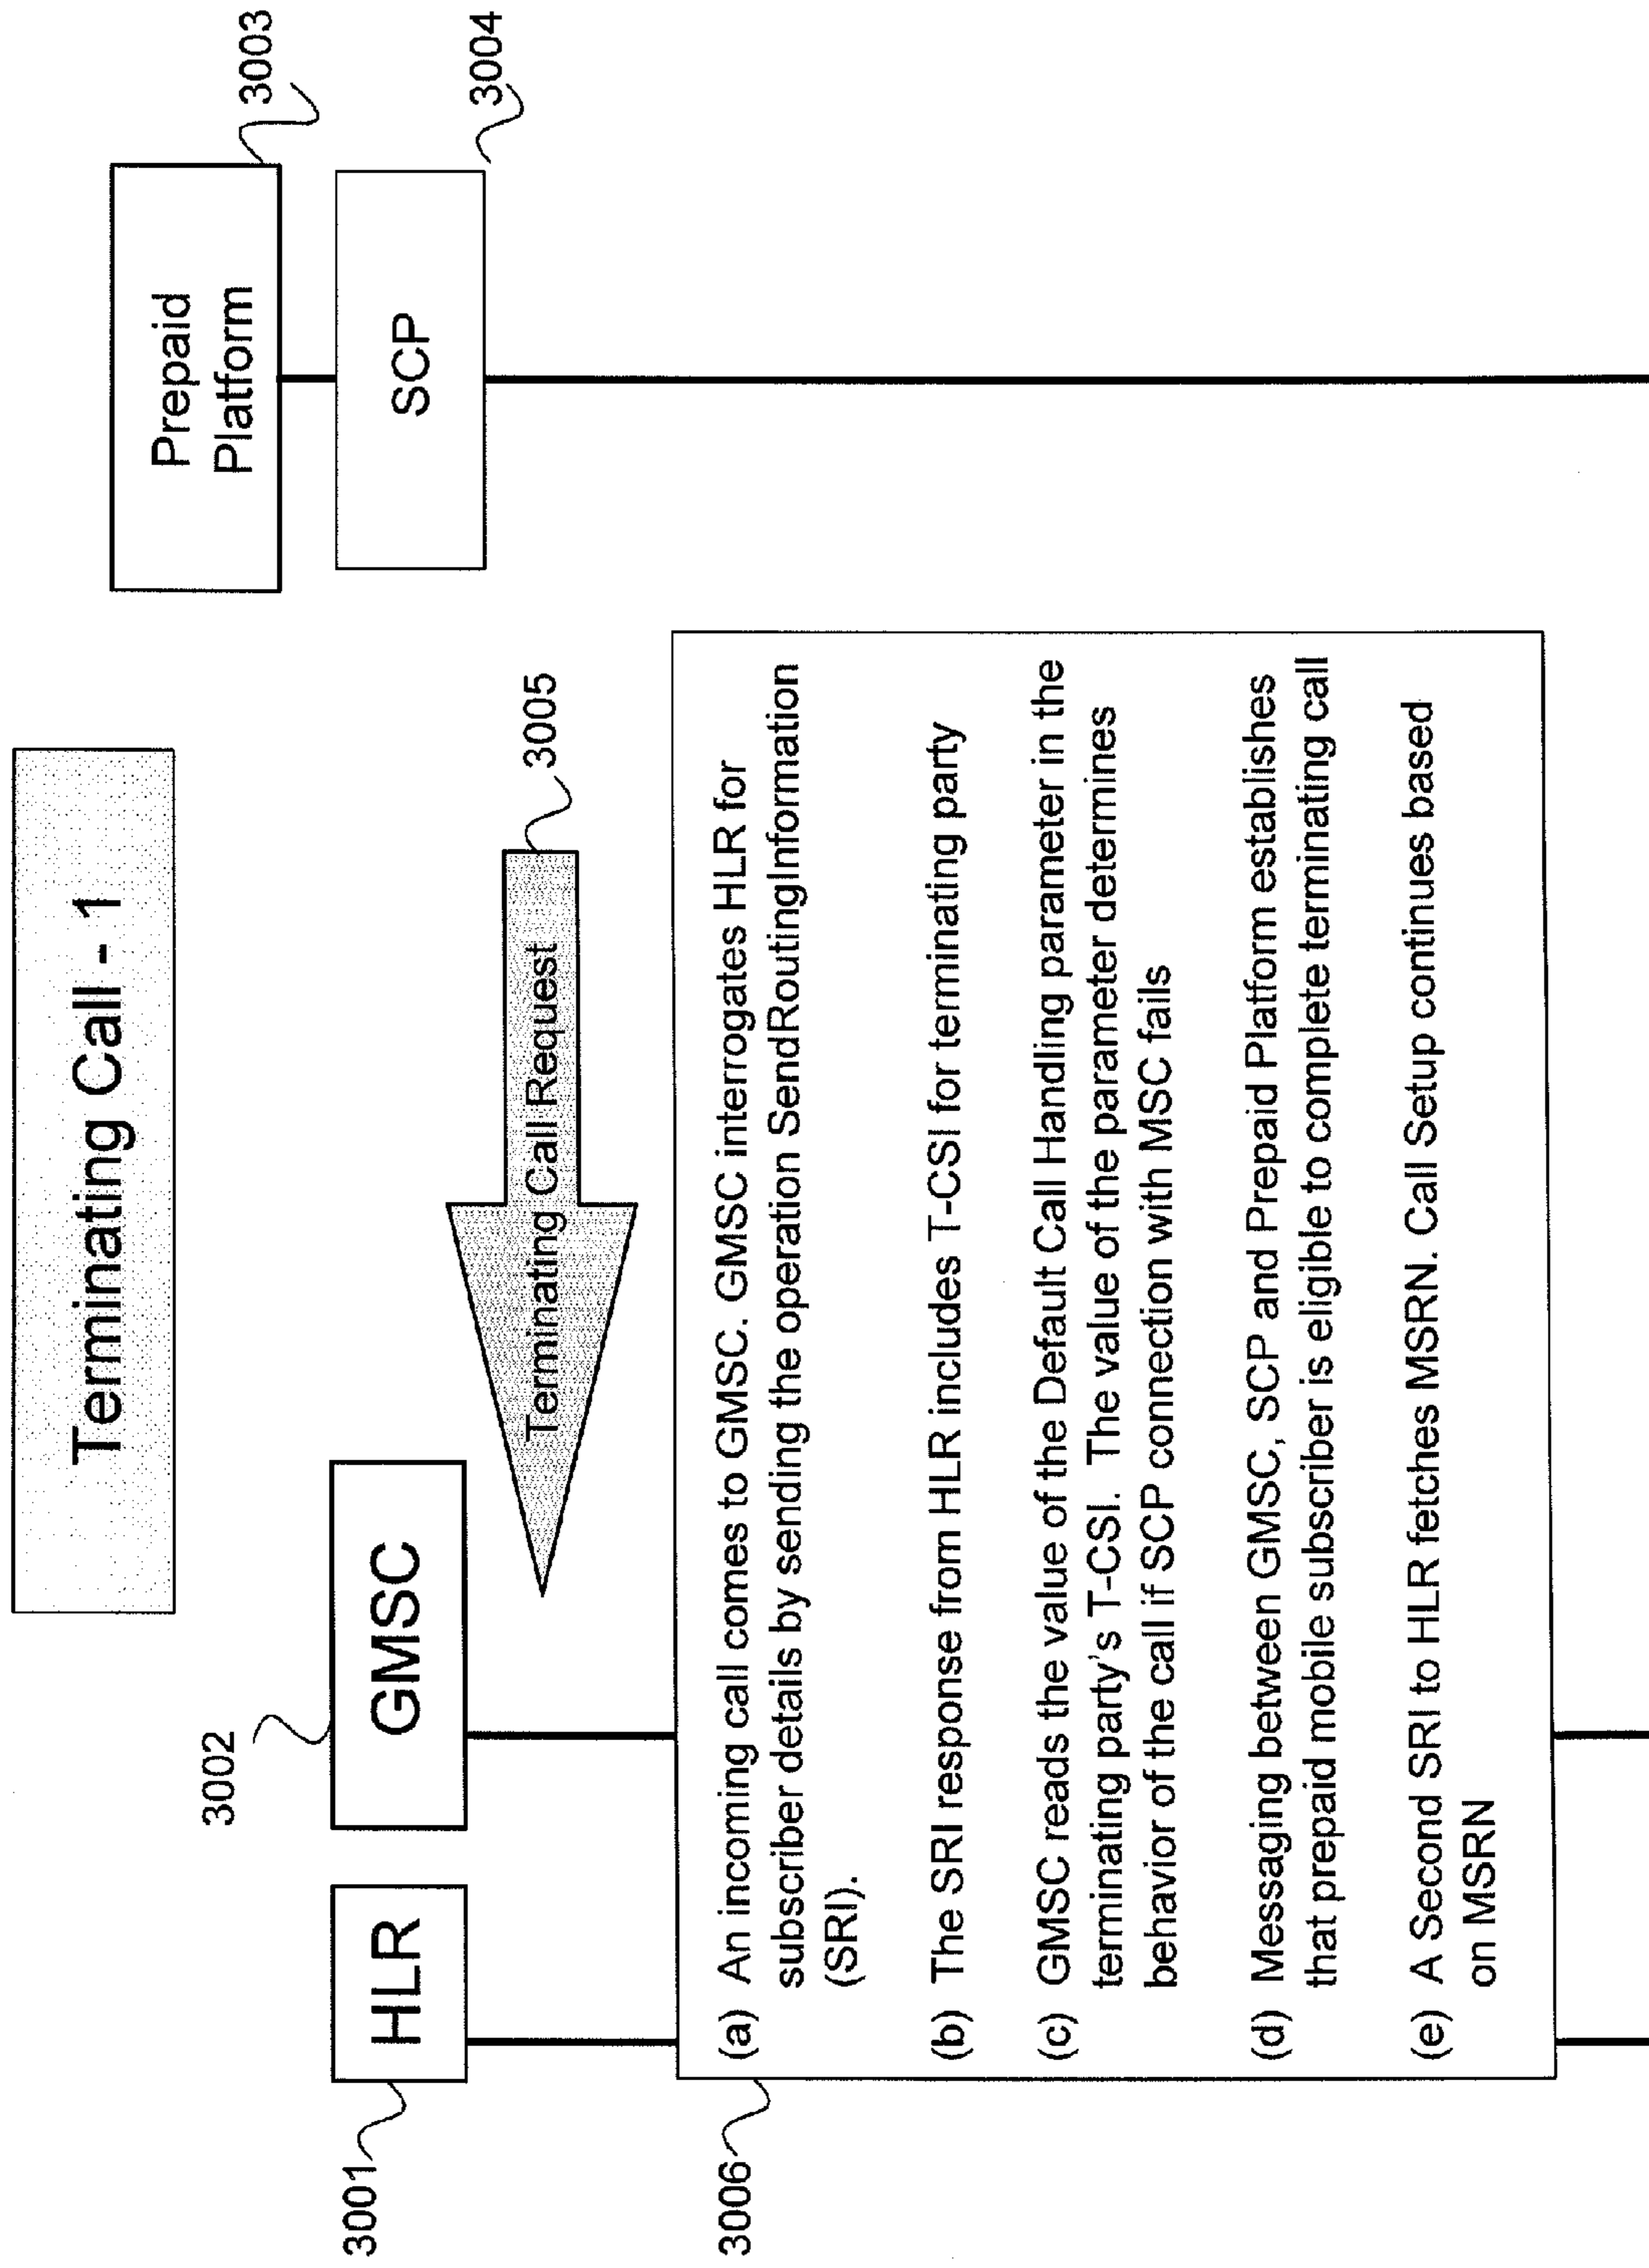 Terminating Call - 1
3002
3003
Prepaid
Platform
3001
HLR
GMSC
SCP
3004
Terminating Call Request
3005
3006
(a) An incoming call comes to GMSC. GMSC interrogates HLR for
subscriber details by sending the operation SendRoutingInformation
(SRI).
(b) The SRI response from HLR includes T-CSI for terminating party
(c) GMSC reads the value of the Default Call Handling parameter in the
terminating party's T-CSI. The value of the parameter determines
behavior of the call if SCP connection with MSC fails
(d) Messaging between GMSC, SCP and Prepaid Platform establishes
that prepaid mobile subscriber is eligible to complete terminating call
(e) A Second SRI to HLR fetches MSRN. Call Setup continues based
on MSRN